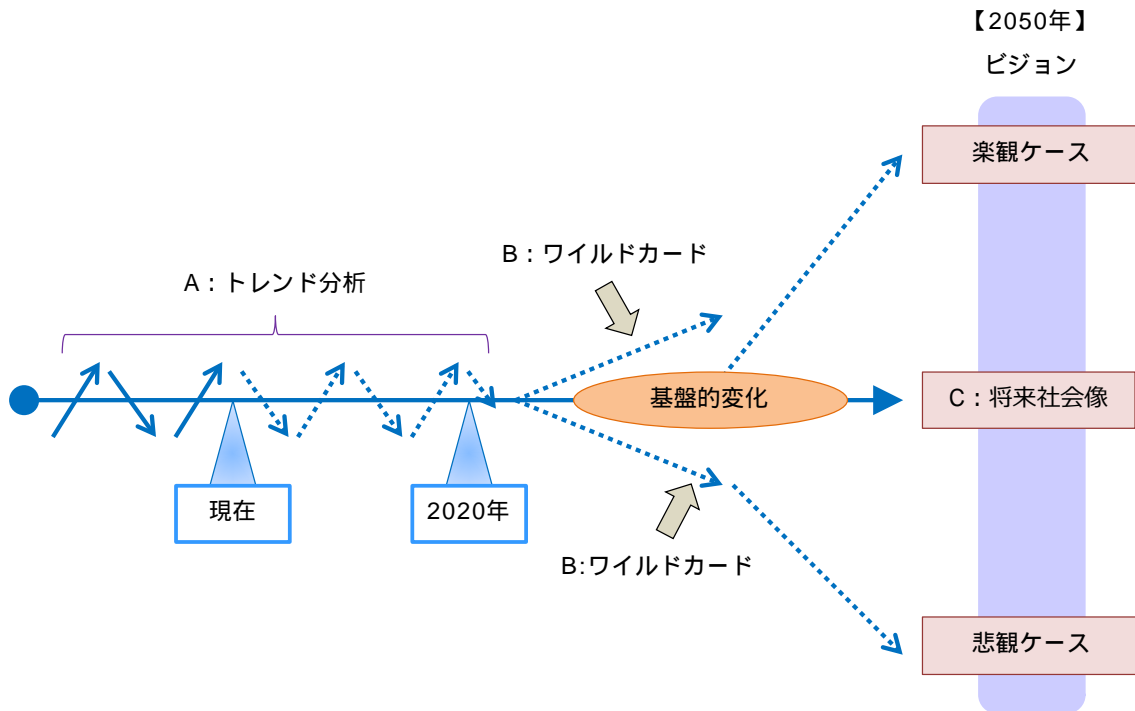 【2050年】
ビジョン
楽観ケース
B：ワイルドカード
A：トレンド分析
基盤的変化
C：将来社会像
現在
2020年
B:ワイルドカード
悲観ケース